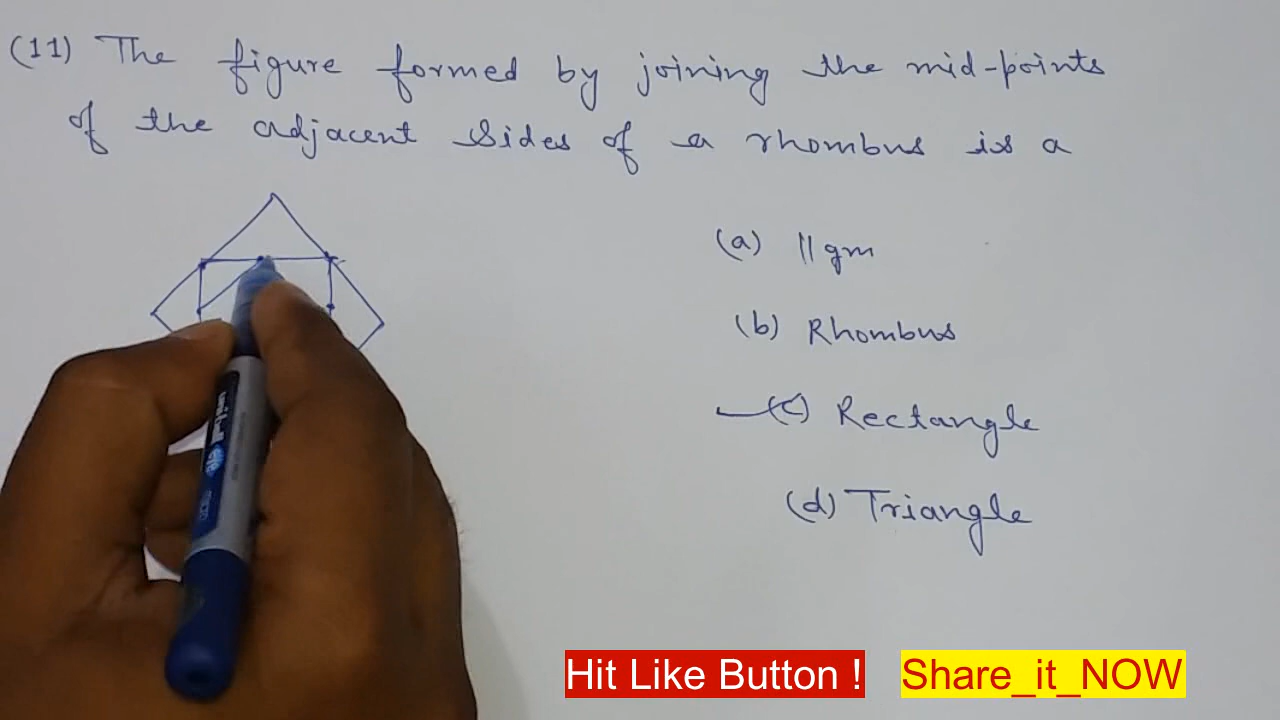 (11) The figure formed by joining the mid-points
of the adjacent sides of a rhombus is a
(a) ||gm
(b) Rhombus
(c) Rectangle
(d) Triangle
Hit Like Button !
Share_it_NOW